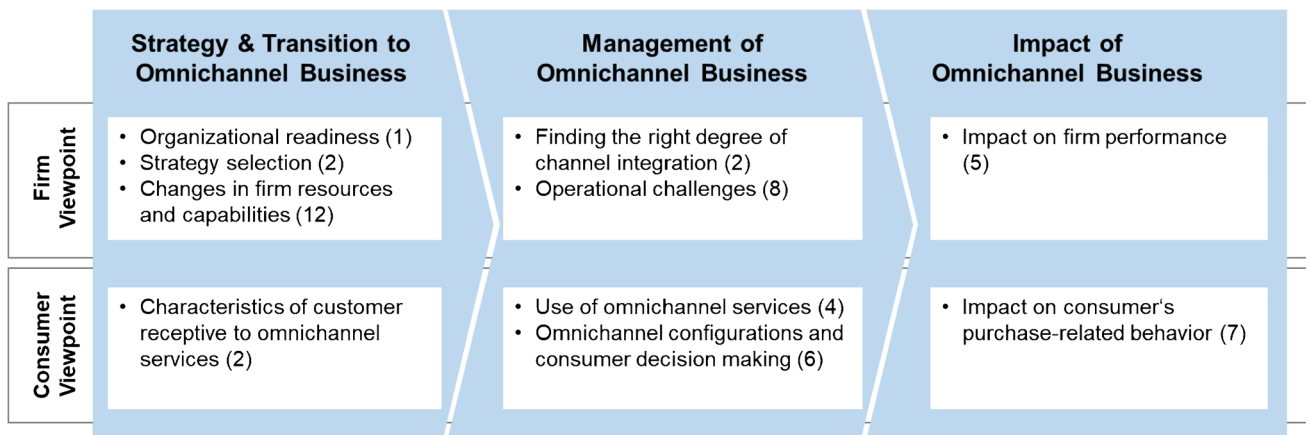 Strategy & Transition to
Omnichannel Business
Management of
Omnichannel Business
Impact of
Omnichannel Business
Firm
Viewpoint
• Organizational readiness (1)
• Strategy selection (2)
• Changes in firm resources
and capabilities (12)
• Finding the right degree of
channel integration (2)
• Operational challenges (8)
• Impact on firm performance
(5)
Consumer
Viewpoint
• Characteristics of customer
receptive to omnichannel
services (2)
• Use of omnichannel services (4)
• Omnichannel configurations and
consumer decision making (6)
• Impact on consumer‘s
purchase-related behavior (7)